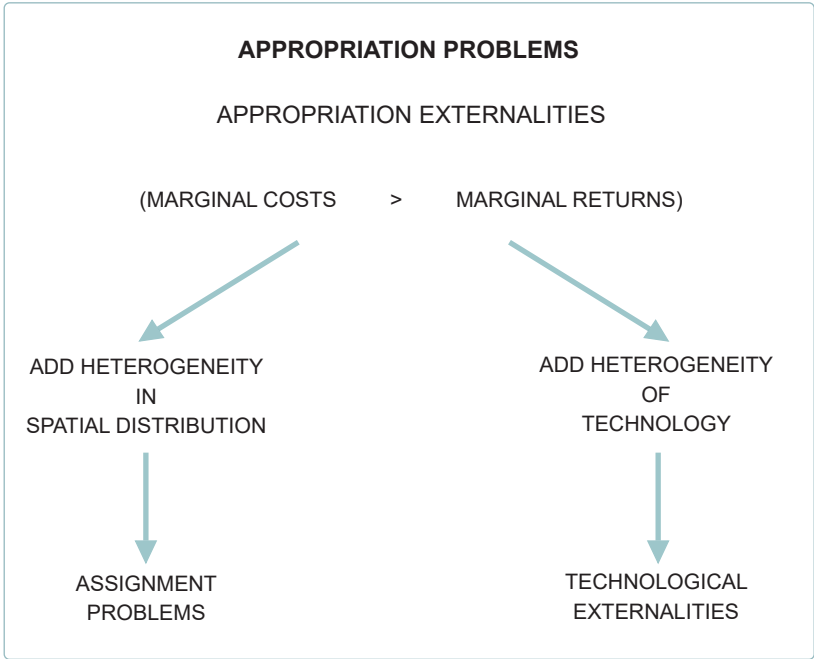 APPROPRIATION PROBLEMS
APPROPRIATION EXTERNALITIES
(MARGINAL COSTS > MARGINAL RETURNS)
ADD HETEROGENEITY
IN
SPATIAL DISTRIBUTION
ADD HETEROGENEITY
OF
TECHNOLOGY
ASSIGNMENT
PROBLEMS
TECHNOLOGICAL
EXTERNALITIES